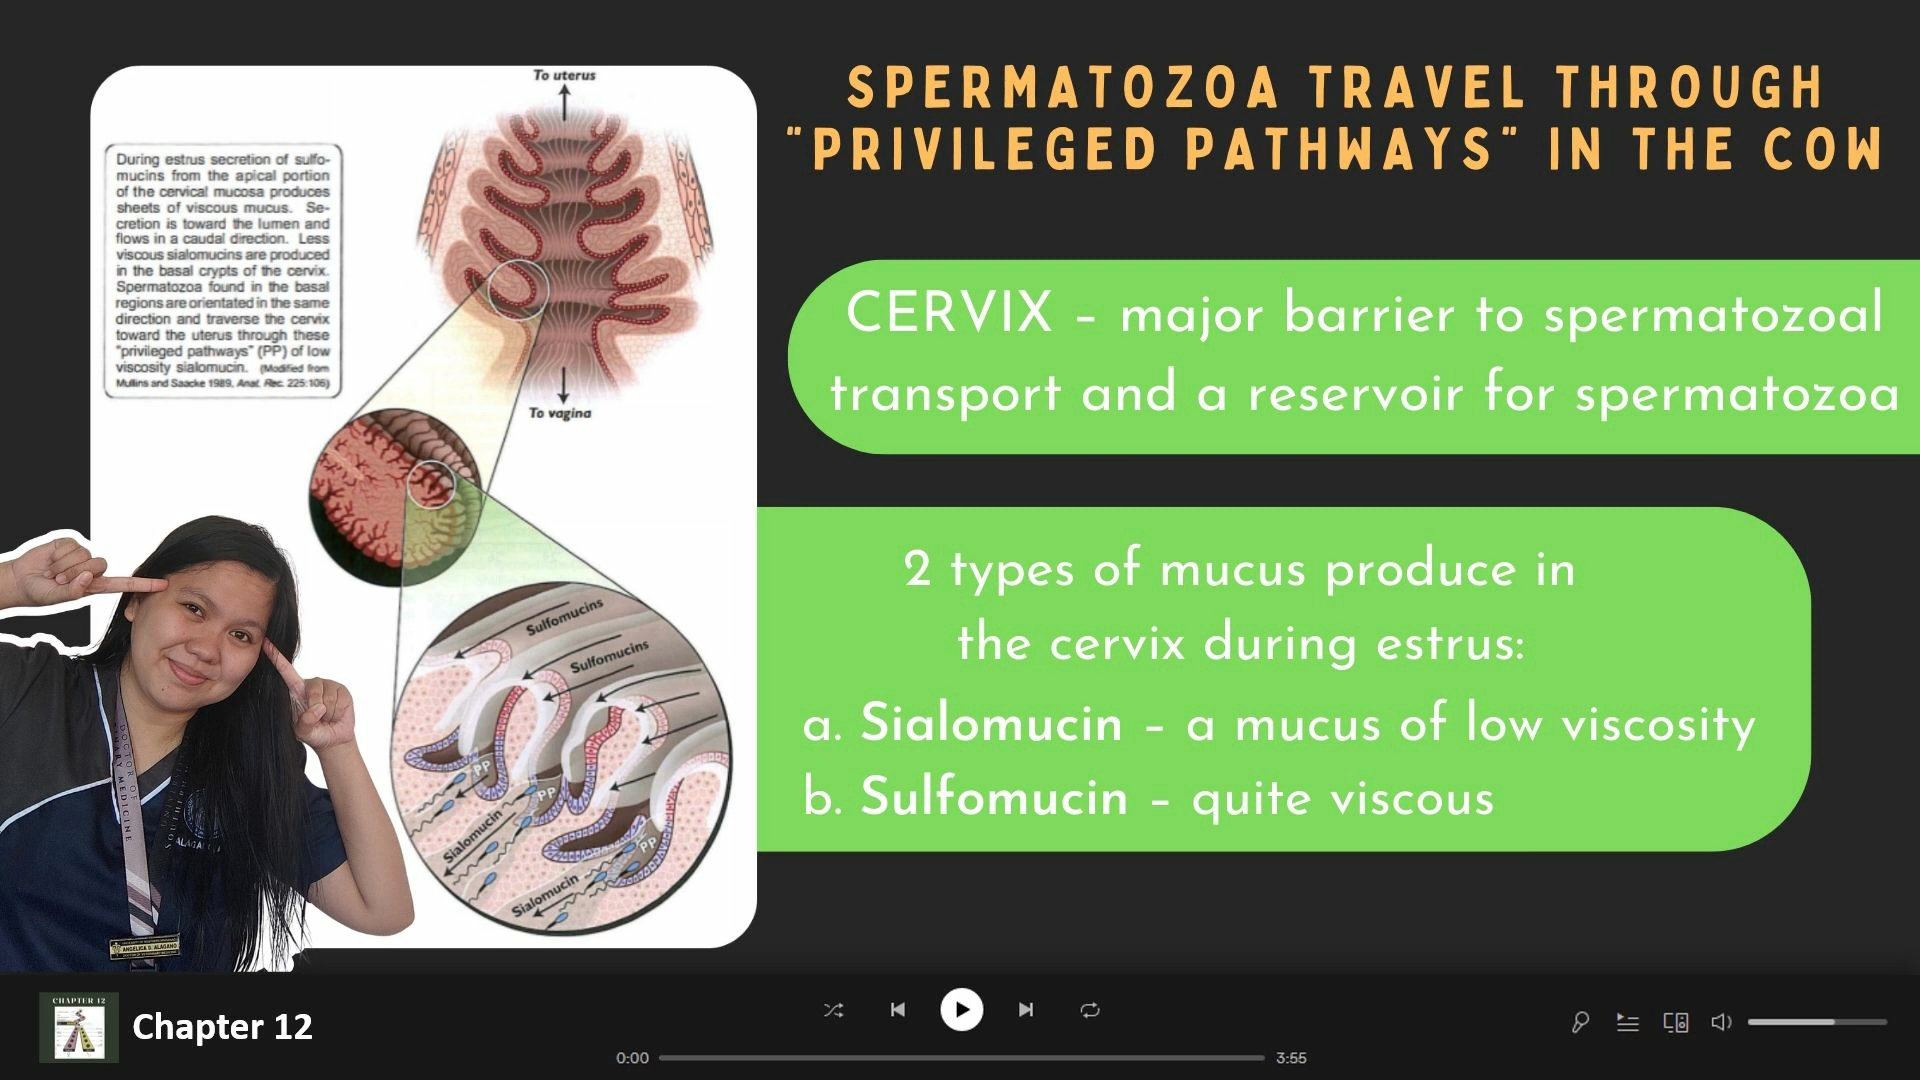 SPERMATOZOA TRAVEL THROUGH
"PRIVILEGED PATHWAYS" IN THE COW
To uterus
During estrus secretion of sulfo-
mucins from the apical portion
of the cervical mucosa produces
sheets of viscous mucus. Se-
cretion is toward the lumen and
flows in a caudal direction. Less
viscous sialomucins are produced
in the basal crypts of the cervix.
Spermatozoa found in the basal
regions are orientated in the same
direction and traverse the cervix
toward the uterus through these
"privileged pathways" (PP) of low
viscosity sialomucin. (Modified from
Mullins and Saacke 1989, Anat. Rec. 225:106)
To vagina
Sulfomucins
Sulfomucins
PP
PP
PP
Sialomucin
Sialomucin
CERVIX – major barrier to spermatozoal
transport and a reservoir for spermatozoa
2 types of mucus produce in
the cervix during estrus:
a. Sialomucin – a mucus of low viscosity
b. Sulfomucin – quite viscous
DOCTOR OF
ANGELICA G. ALAGANO
CHAPTER 12
Chapter 12
0:00
3:55